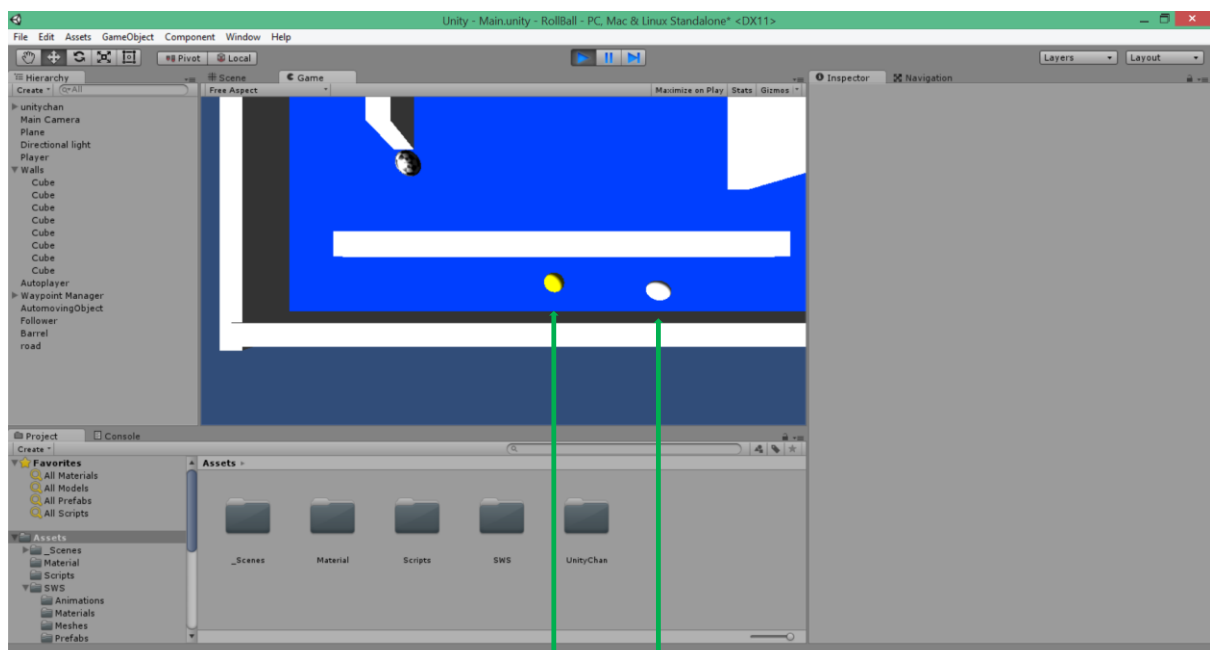 Unity - Main.unity - RollBall - PC, Mac & Linux Standalone* <DX11>
File Edit Assets GameObject Component Window Help
Pivot Local Layers Layout
Hierarchy Scene Game Inspector Navigation
Create All Free Aspect Maximize on Play Stats Gizmos
unitychan
Main Camera
Plane
Directional light
Player
Walls
Cube
Cube
Cube
Cube
Cube
Cube
Cube
Cube
Autoplayer
Waypoint Manager
AutomovingObject
Follower
Barrel
road
Project Console
Create
Favorites Assets
All Materials
All Models
All Prefabs
All Scripts
Assets
_Scenes
Material
Scripts
SWS
Animations
Materials
Meshes
Prefabs
_Scenes Material Scripts SWS UnityChan